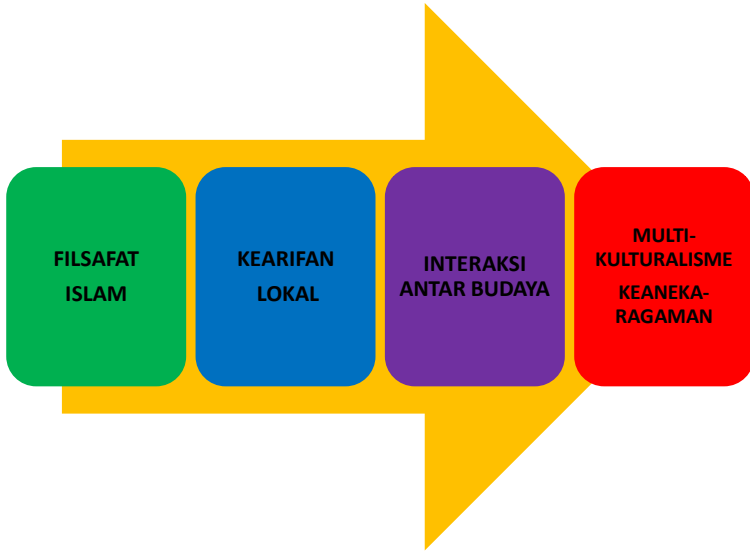 FILSAFAT
ISLAM
KEARIFAN
LOKAL
INTERAKSI
ANTAR BUDAYA
MULTI-
KULTURALISME
KEANEKA-
RAGAMAN